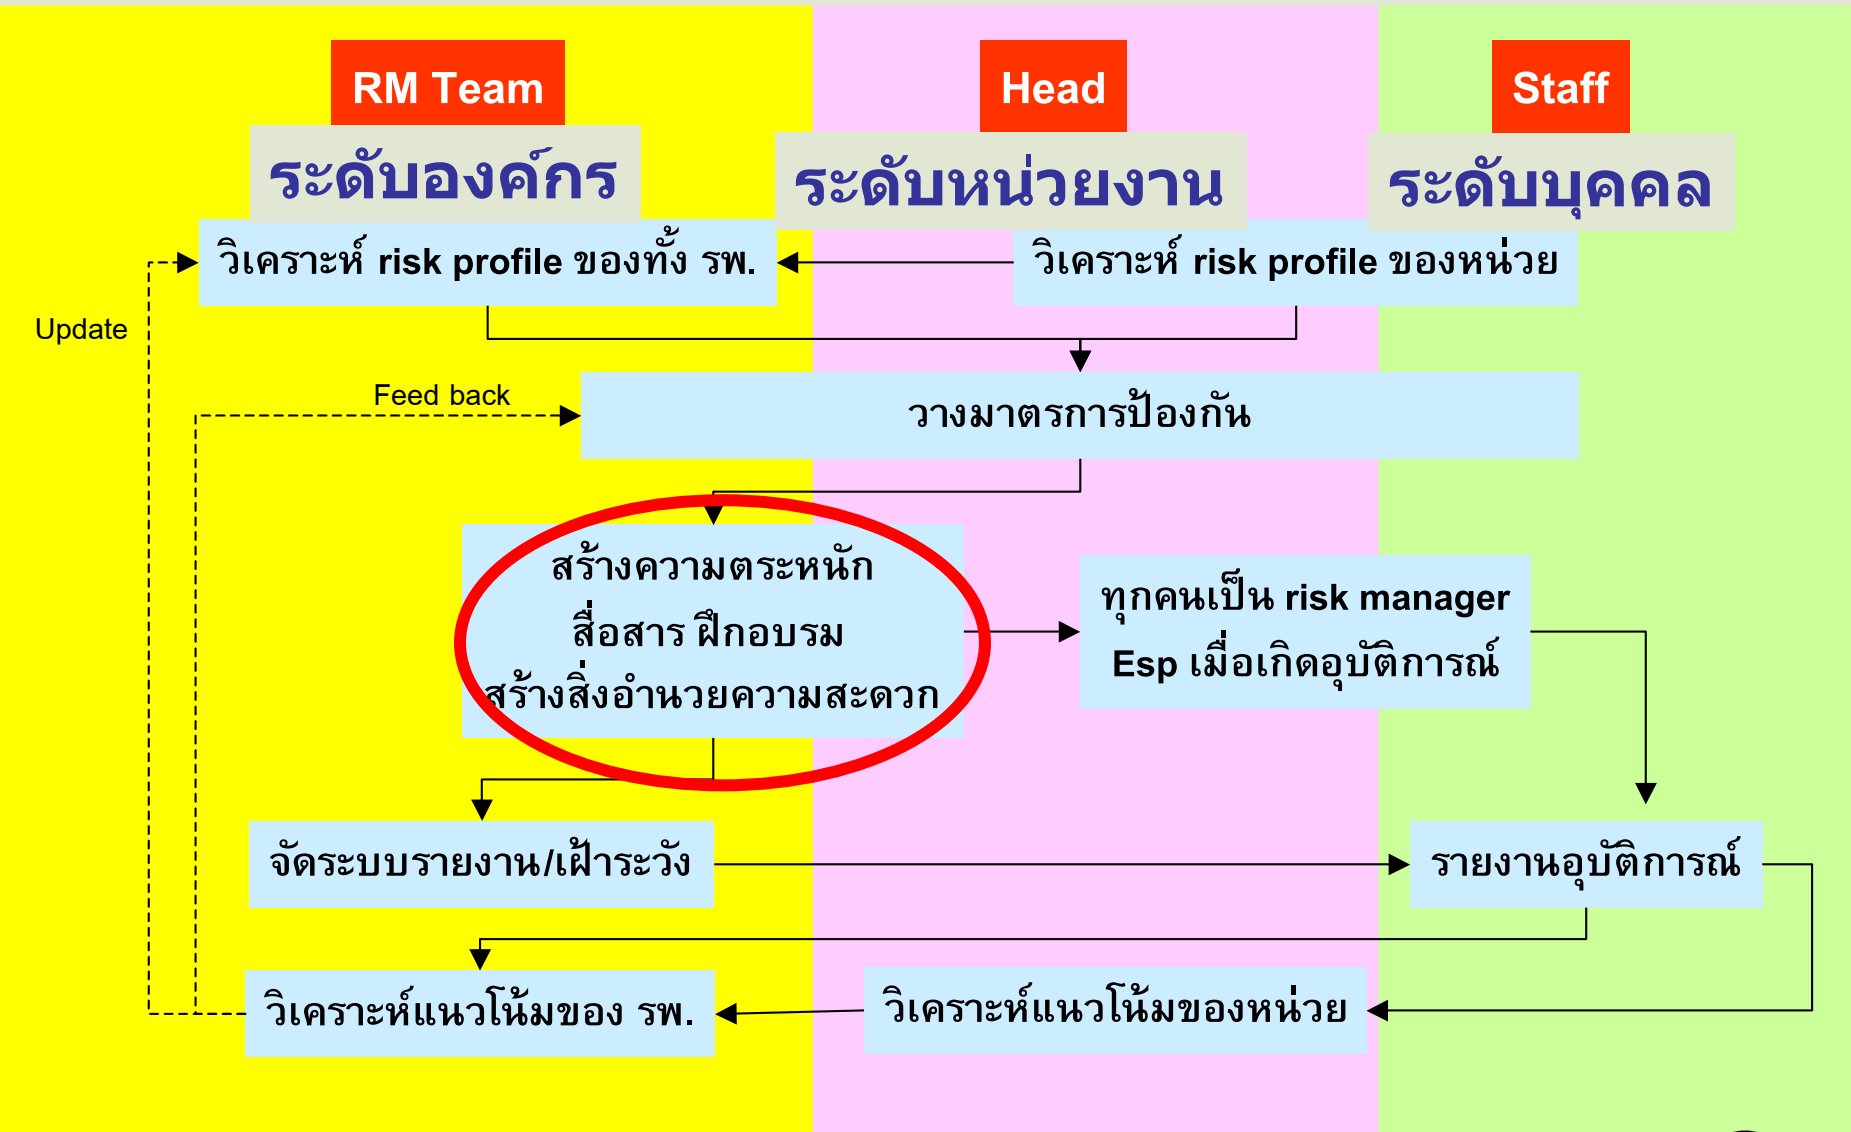 RM Team
Head
Staff
ระดับองค์กร
ระดับหน่วยงาน
ระดับบุคคล
วิเคราะห์ risk profile ของทั้ง รพ.
วิเคราะห์ risk profile ของหน่วย
Update
Feed back
วางมาตรการป้องกัน
สร้างความตระหนัก
สื่อสาร ฝึกอบรม
สร้างสิ่งอำนวยความสะดวก
ทุกคนเป็น risk manager
Esp เมื่อเกิดอุบัติการณ์
จัดระบบรายงาน/เฝ้าระวัง
รายงานอุบัติการณ์
วิเคราะห์แนวโน้มของ รพ.
วิเคราะห์แนวโน้มของหน่วย